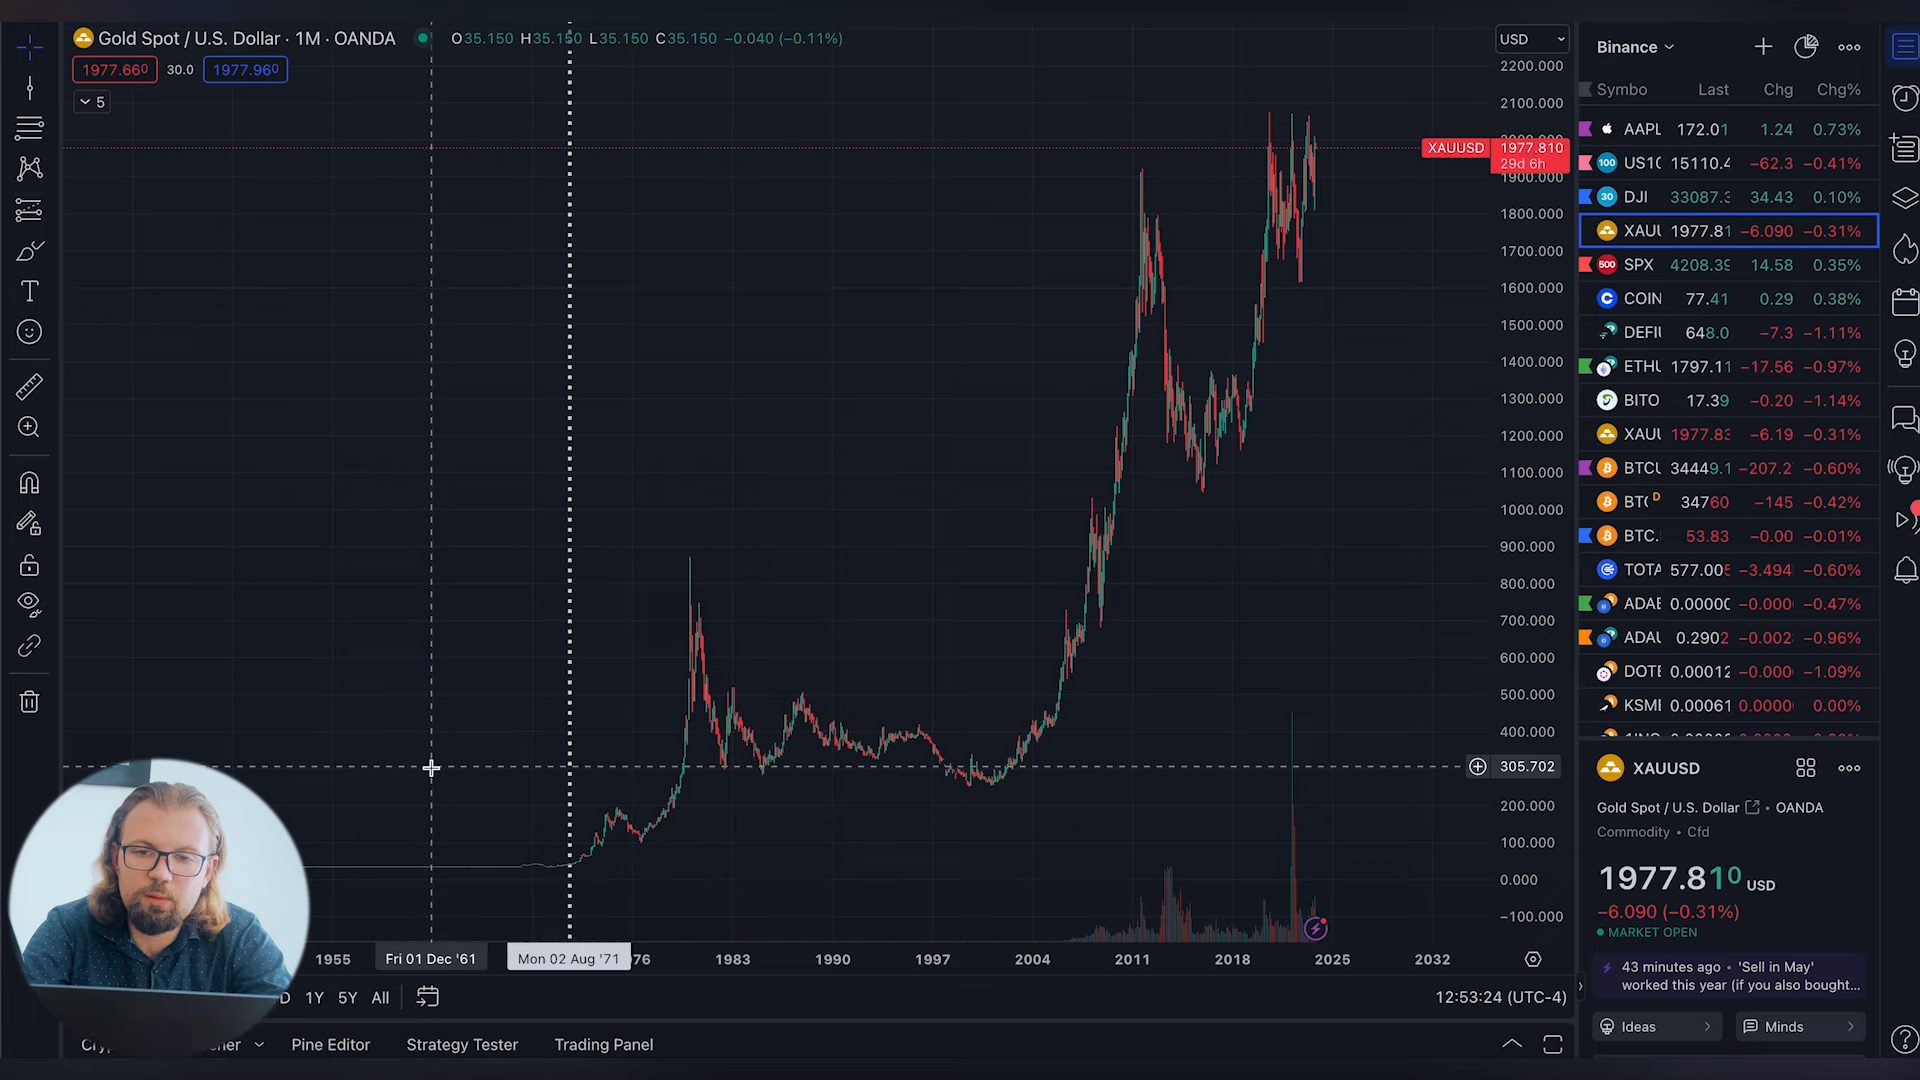 Gold Spot / U.S. Dollar · 1M · OANDA
O35.150 H35.150 L35.150 C35.150 −0.040 (−0.11%)
1977.660 30.0 1977.960
5
USD
2200.000
2100.000
XAUUSD 1977.810
29d 6h
1900.000
1800.000
1700.000
1600.000
1500.000
1400.000
1300.000
1200.000
1100.000
1000.000
900.000
800.000
700.000
600.000
500.000
400.000
305.702
200.000
100.000
0.000
−100.000
1955 Fri 01 Dec '61 Mon 02 Aug '71 76 1983 1990 1997 2004 2011 2018 2025 2032
D 1Y 5Y All
12:53:24 (UTC-4)
Pine Editor Strategy Tester Trading Panel
Binance
Symbo Last Chg Chg%
AAPL 172.01 1.24 0.73%
100 US1 15110.4 −62.3 −0.41%
30 DJI 33087.3 34.43 0.10%
XAU 1977.81 −6.090 −0.31%
500 SPX 4208.39 14.58 0.35%
COIN 77.41 0.29 0.38%
DEFI 648.0 −7.3 −1.11%
ETHU 1797.11 −17.56 −0.97%
BITO 17.39 −0.20 −1.14%
XAU 1977.83 −6.19 −0.31%
BTCU 34449.1 −207.2 −0.60%
BT D 34760 −145 −0.42%
BTC. 53.83 −0.00 −0.01%
TOTA 577.005 −3.494 −0.60%
ADAE 0.00000 −0.000 −0.47%
ADAU 0.2902 −0.002 −0.96%
DOTE 0.00012 −0.000 −1.09%
KSM 0.00061 0.0000 0.00%
XAUUSD
Gold Spot / U.S. Dollar • OANDA
Commodity • Cfd
1977.810 USD
−6.090 (−0.31%)
MARKET OPEN
43 minutes ago • 'Sell in May'
worked this year (if you also bought...
Ideas
Minds